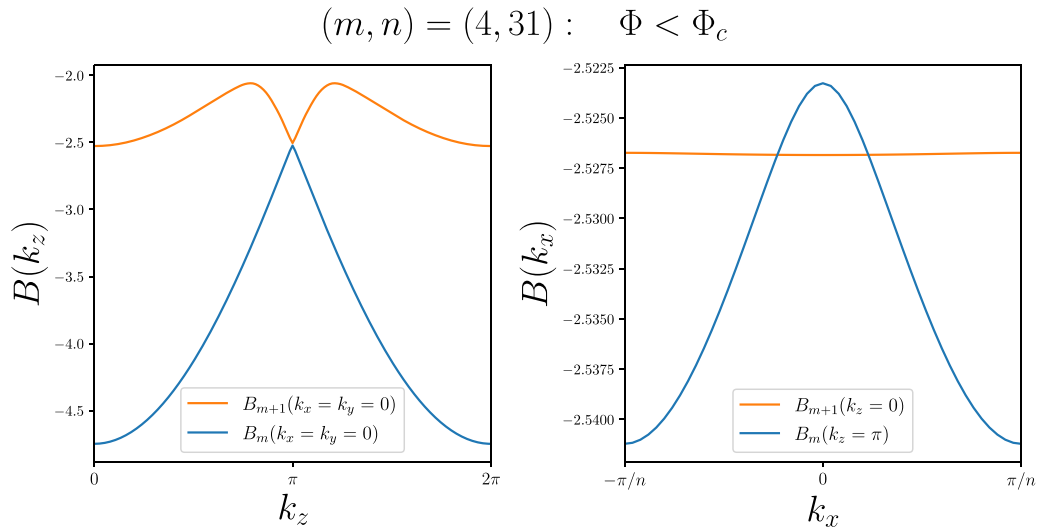 (m, n) = (4, 31) : Φ < Φ_c
B(k_z)
−2.0
−2.5
−3.0
−3.5
−4.0
−4.5
B_{m+1}(k_x = k_y = 0)
B_m(k_x = k_y = 0)
0
π
2π
k_z
B(k_x)
−2.5225
−2.5250
−2.5275
−2.5300
−2.5325
−2.5350
−2.5375
−2.5400
B_{m+1}(k_z = 0)
B_m(k_z = π)
−π/n
0
π/n
k_x